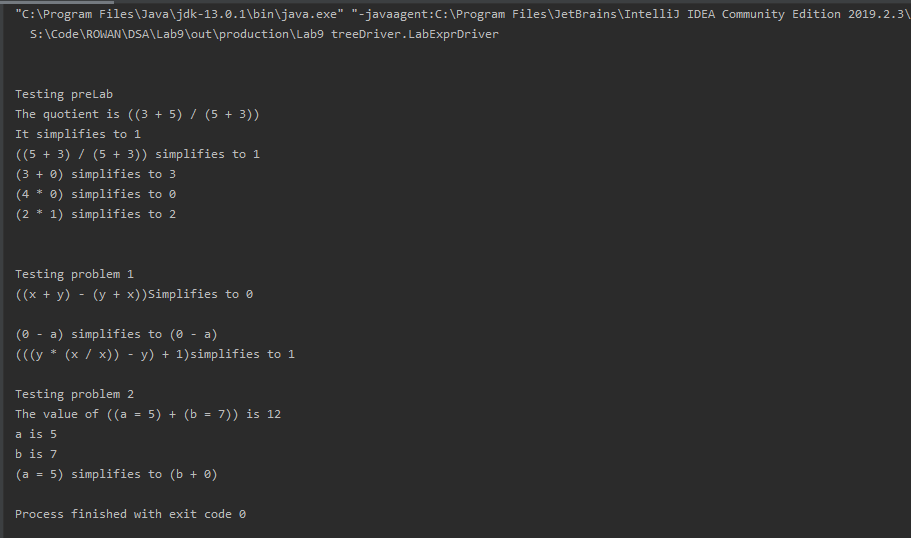 "C:\Program Files\Java\jdk-13.0.1\bin\java.exe" "-javaagent:C:\Program Files\JetBrains\IntelliJ IDEA Community Edition 2019.2.3\
S:\Code\ROWAN\DSA\Lab9\out\production\Lab9 treeDriver.LabExprDriver
Testing preLab
The quotient is ((3 + 5) / (5 + 3))
It simplifies to 1
((5 + 3) / (5 + 3)) simplifies to 1
(3 + 0) simplifies to 3
(4 * 0) simplifies to 0
(2 * 1) simplifies to 2
Testing problem 1
((x + y) - (y + x))Simplifies to 0
(0 - a) simplifies to (0 - a)
(((y * (x / x)) - y) + 1)simplifies to 1
Testing problem 2
The value of ((a = 5) + (b = 7)) is 12
a is 5
b is 7
(a = 5) simplifies to (b + 0)
Process finished with exit code 0